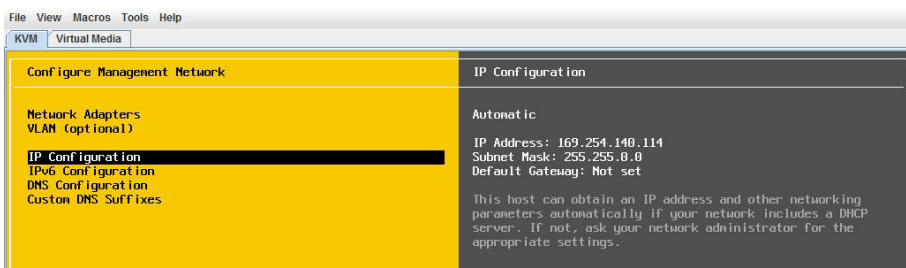 File View Macros Tools Help
KVM Virtual Media
Configure Management Network
Network Adapters
VLAN (optional)
IP Configuration
IPv6 Configuration
DNS Configuration
Custom DNS Suffixes
IP Configuration
Automatic
IP Address: 169.254.140.114
Subnet Mask: 255.255.0.0
Default Gateway: Not set
This host can obtain an IP address and other networking
parameters automatically if your network includes a DHCP
server. If not, ask your network administrator for the
appropriate settings.